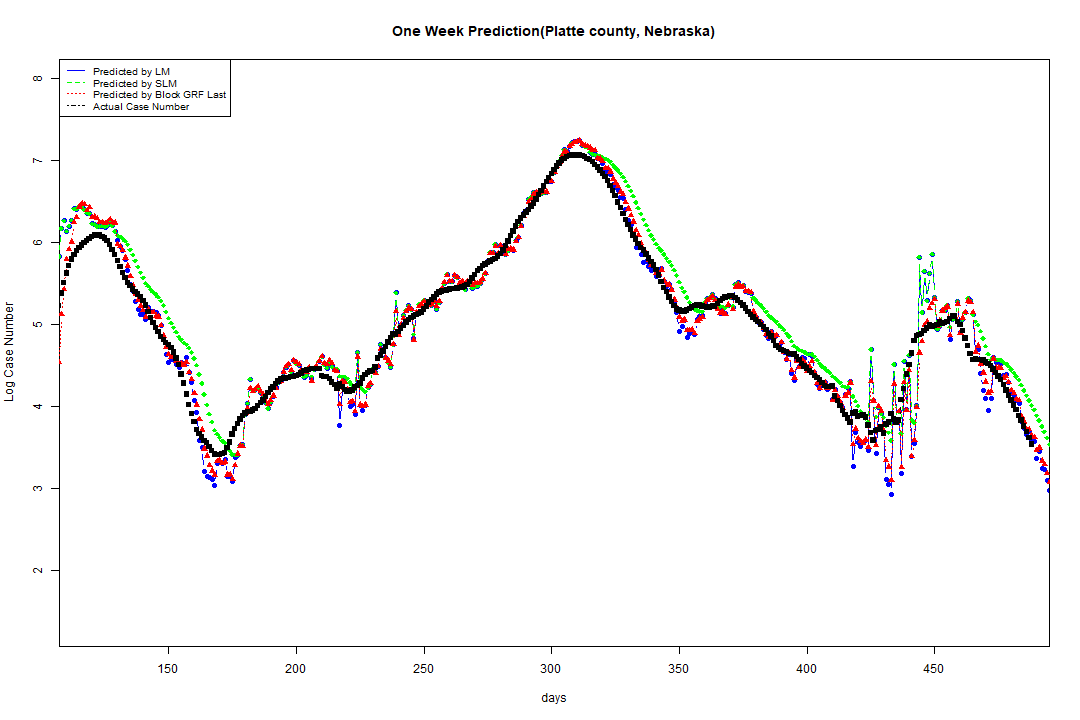 One Week Prediction(Platte county, Nebraska)
Predicted by LM
Predicted by SLM
Predicted by Block GRF Last
Actual Case Number
8
7
6
5
4
3
2
Log Case Number
150 200 250 300 350 400 450
days